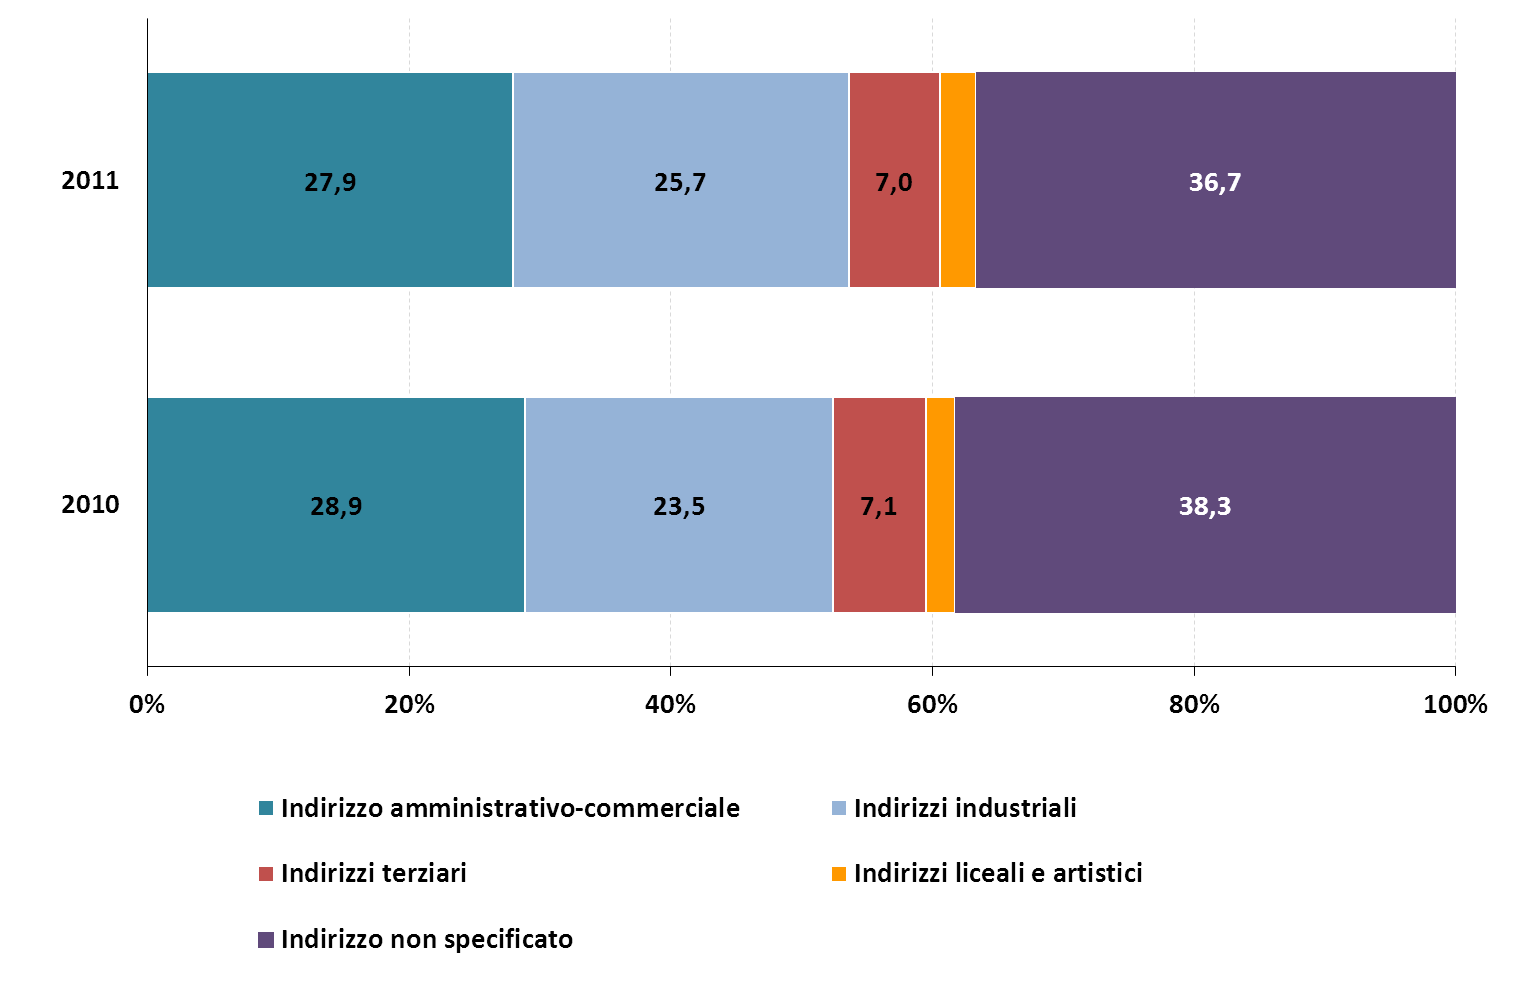 2011
27,9 25,7 7,0 36,7
2010
28,9 23,5 7,1 38,3
0% 20% 40% 60% 80% 100%
Indirizzo amministrativo-commerciale Indirizzi industriali
Indirizzi terziari Indirizzi liceali e artistici
Indirizzo non specificato